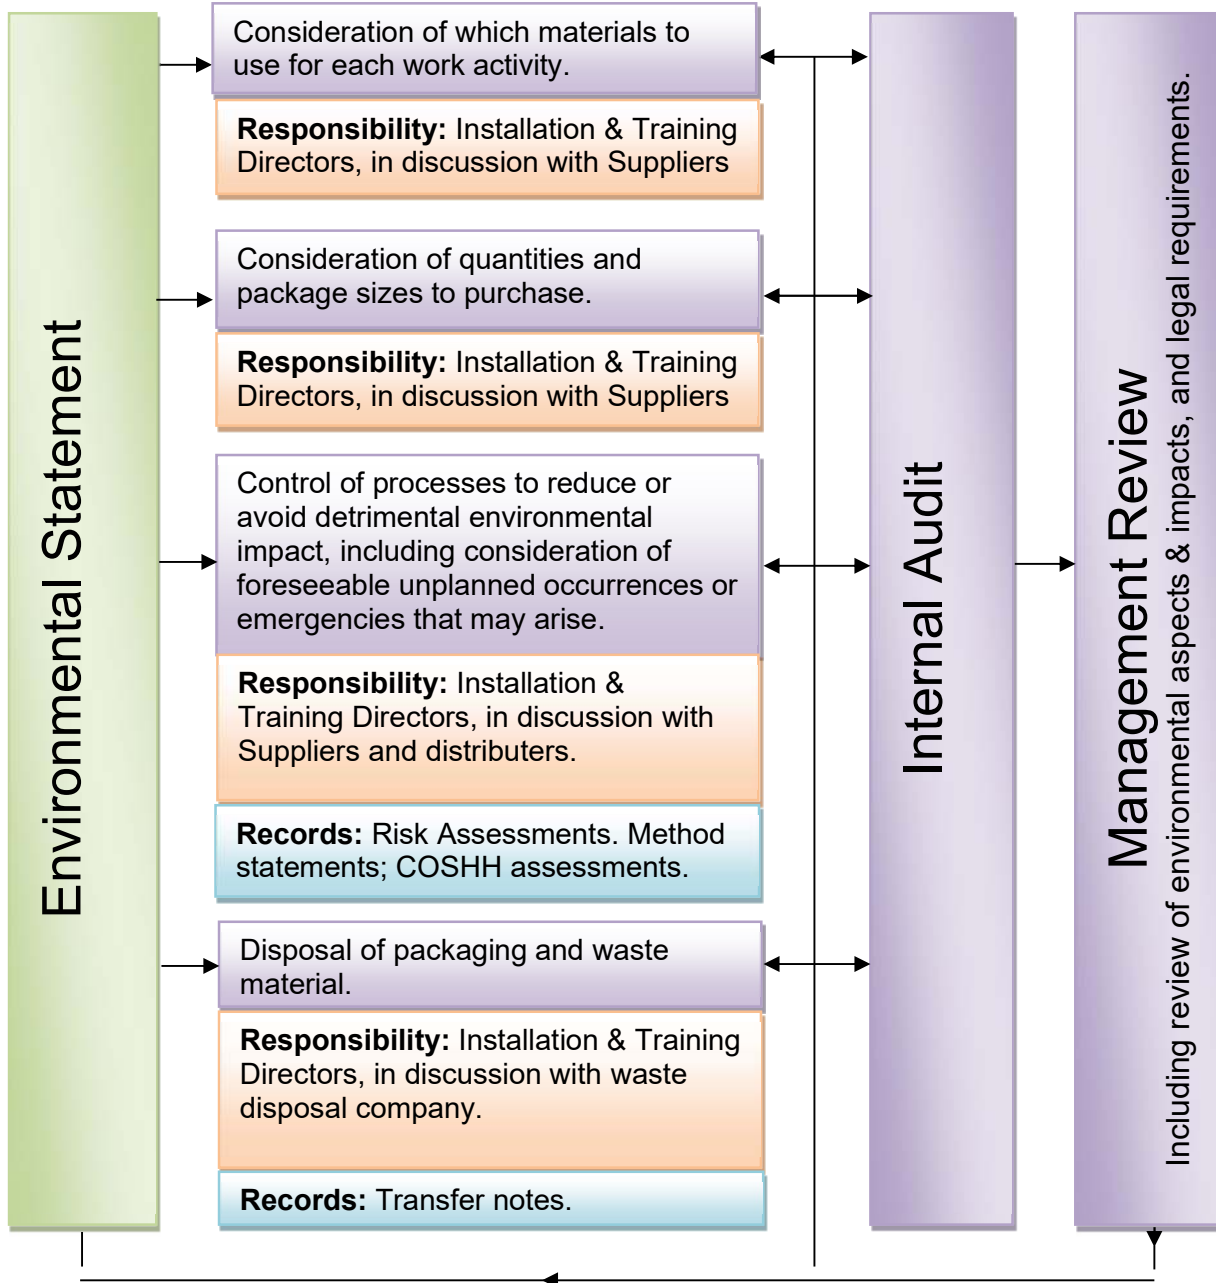 Environmental Statement
Consideration of which materials to
use for each work activity.
Responsibility: Installation & Training
Directors, in discussion with Suppliers
Consideration of quantities and
package sizes to purchase.
Responsibility: Installation & Training
Directors, in discussion with Suppliers
Control of processes to reduce or
avoid detrimental environmental
impact, including consideration of
foreseeable unplanned occurrences or
emergencies that may arise.
Responsibility: Installation &
Training Directors, in discussion with
Suppliers and distributers.
Records: Risk Assessments. Method
statements; COSHH assessments.
Disposal of packaging and waste
material.
Responsibility: Installation & Training
Directors, in discussion with waste
disposal company.
Records: Transfer notes.
Internal Audit
Management Review
Including review of environmental aspects & impacts, and legal requirements.